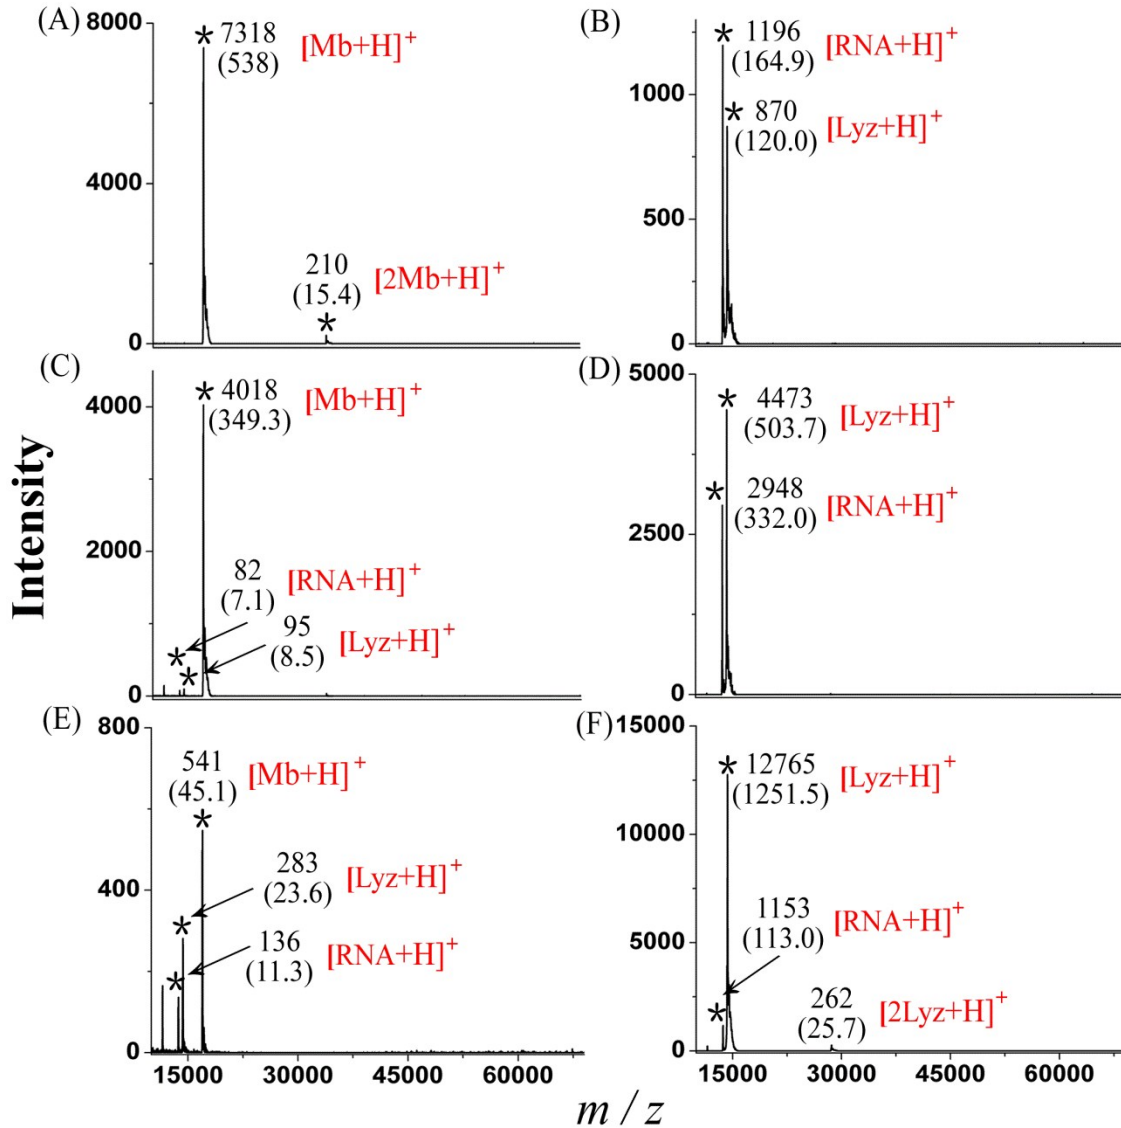 Intensity
(A)
8000
4000
0
7318
(538)
[Mb+H]+
210
(15.4)
[2Mb+H]+
(B)
1000
500
0
1196
(164.9)
[RNA+H]+
870
(120.0)
[Lyz+H]+
(C)
4000
2000
0
4018
(349.3)
[Mb+H]+
82
(7.1)
[RNA+H]+
95
(8.5)
[Lyz+H]+
(D)
5000
2500
0
4473
(503.7)
[Lyz+H]+
2948
(332.0)
[RNA+H]+
(E)
800
400
0
541
(45.1)
[Mb+H]+
283
(23.6)
[Lyz+H]+
136
(11.3)
[RNA+H]+
15000 30000 45000 60000
(F)
15000
10000
5000
0
12765
(1251.5)
[Lyz+H]+
1153
(113.0)
[RNA+H]+
262
(25.7)
[2Lyz+H]+
15000 30000 45000 60000
m / z